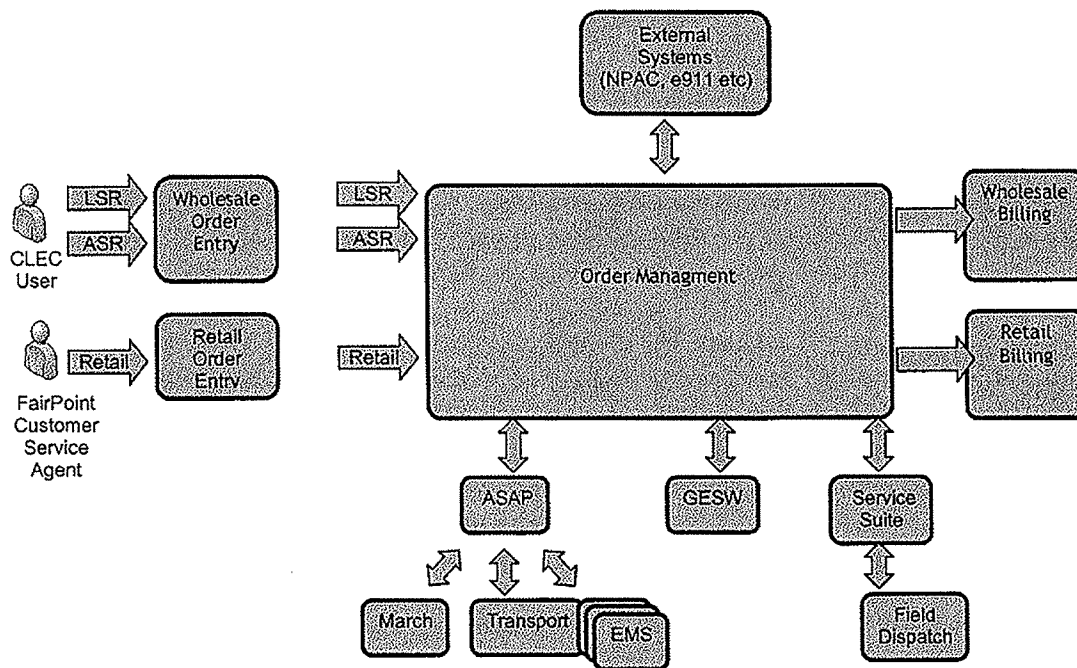 External
Systems
(NPAC, e911 etc)
LSR
ASR
CLEC
User
Wholesale
Order
Entry
LSR
ASR
Order Managment
Wholesale
Billing
Retail
FairPoint
Customer
Service
Agent
Retail
Order
Entry
Retail
Retail
Billing
ASAP
GESW
Service
Suite
March
Transport
EMS
Field
Dispatch